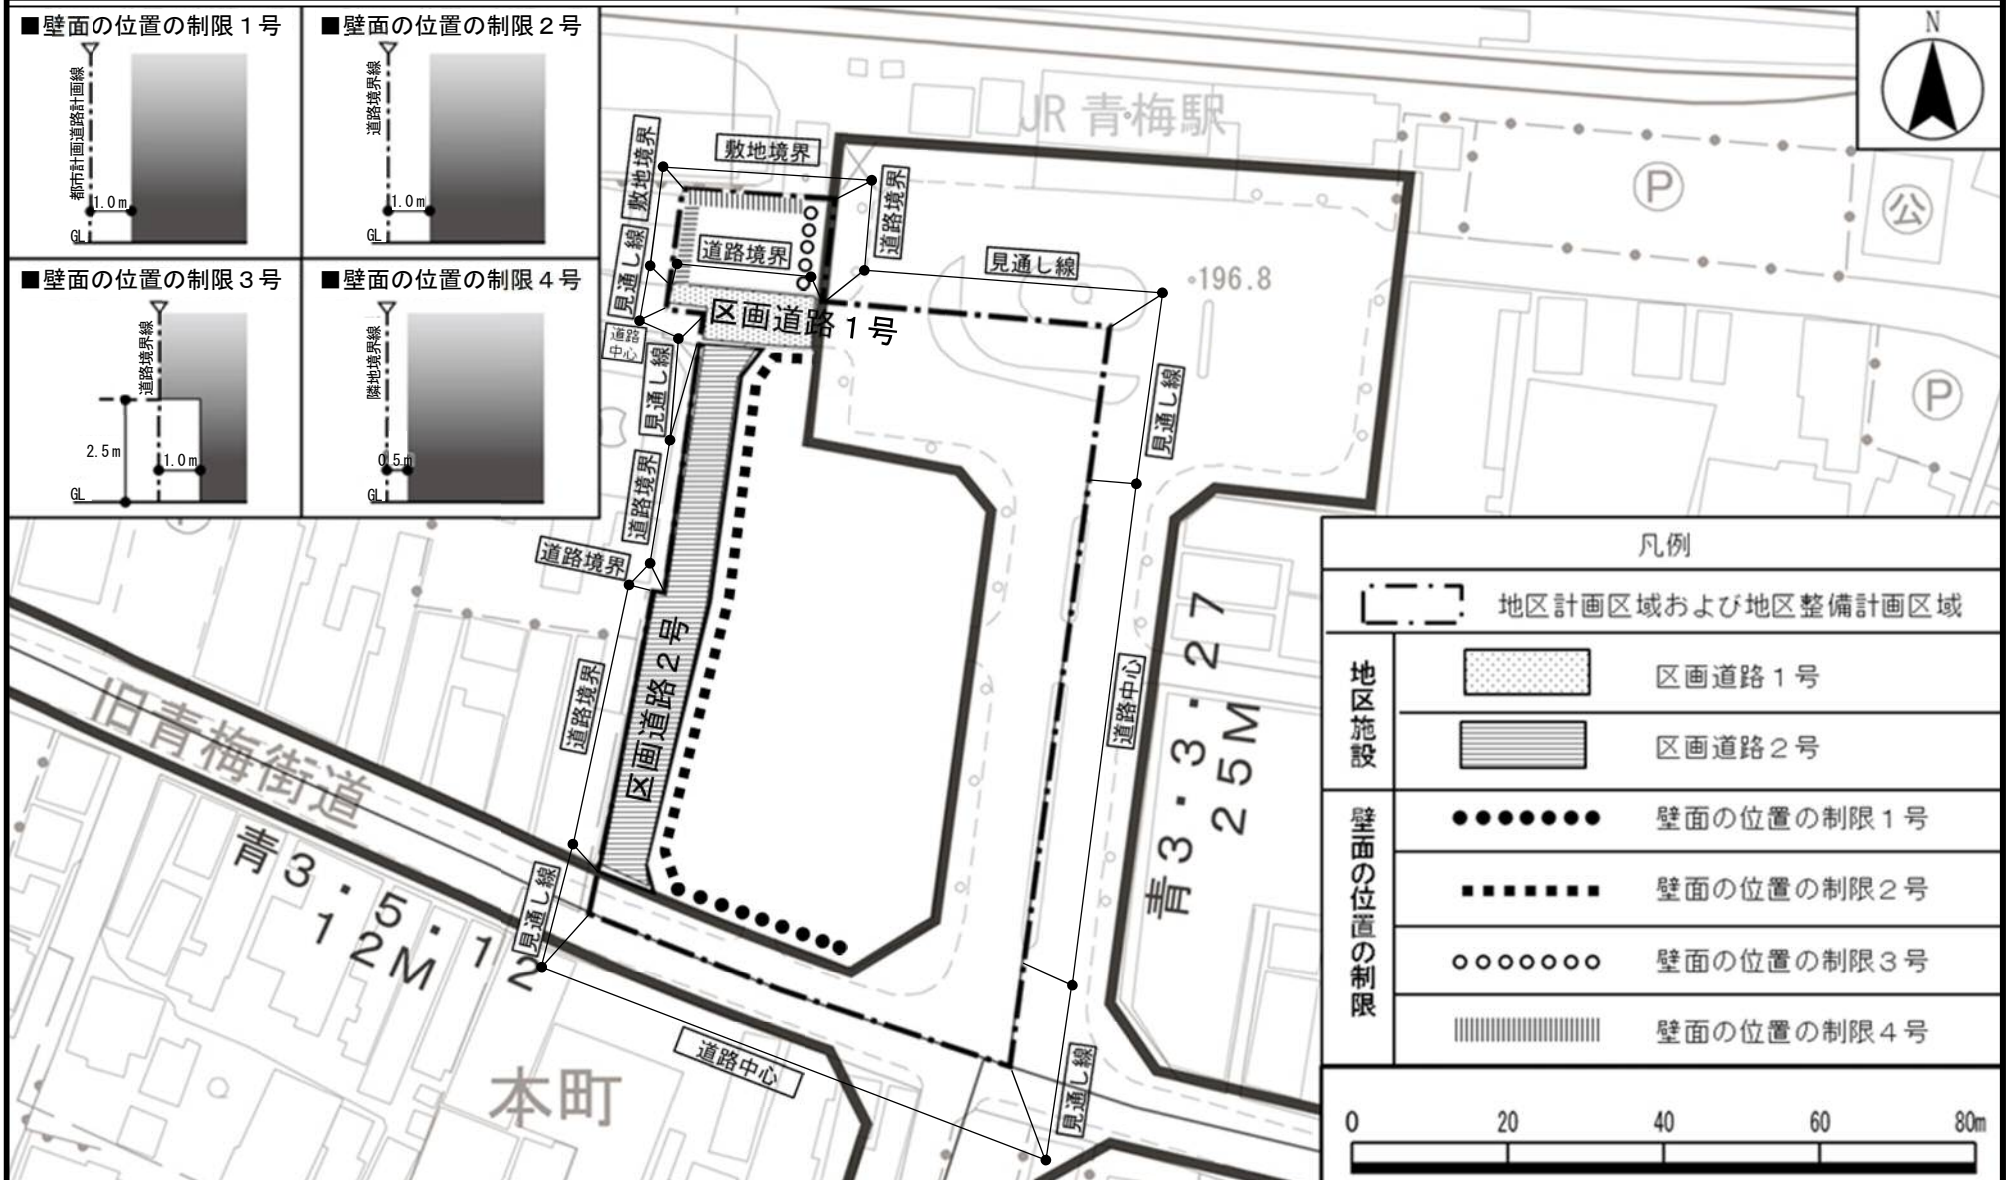 ■壁面の位置の制限１号
都市計画道路計画線
1.0m
GL
■壁面の位置の制限２号
道路境界線
1.0m
GL
■壁面の位置の制限３号
道路境界線
2.5m
1.0m
GL
■壁面の位置の制限４号
隣地境界線
0.5m
GL
N
JR 青梅駅
P
公
P
196.8
敷地境界
敷地境界
道路境界
道路境界
見通し線
見通し線
道路
中心
区画道路１号
見通し線
見通し線
道路境界
道路境界
区画道路２号
道路境界
道路中心
青３・３・２７
２５Ｍ
旧青梅街道
青３・５・１２
１２Ｍ
見通し線
道路中心
見通し線
本町
凡例
地区計画区域および地区整備計画区域
地区施設
区画道路１号
区画道路２号
壁面の位置の制限
壁面の位置の制限１号
壁面の位置の制限２号
壁面の位置の制限３号
壁面の位置の制限４号
0 20 40 60 80m